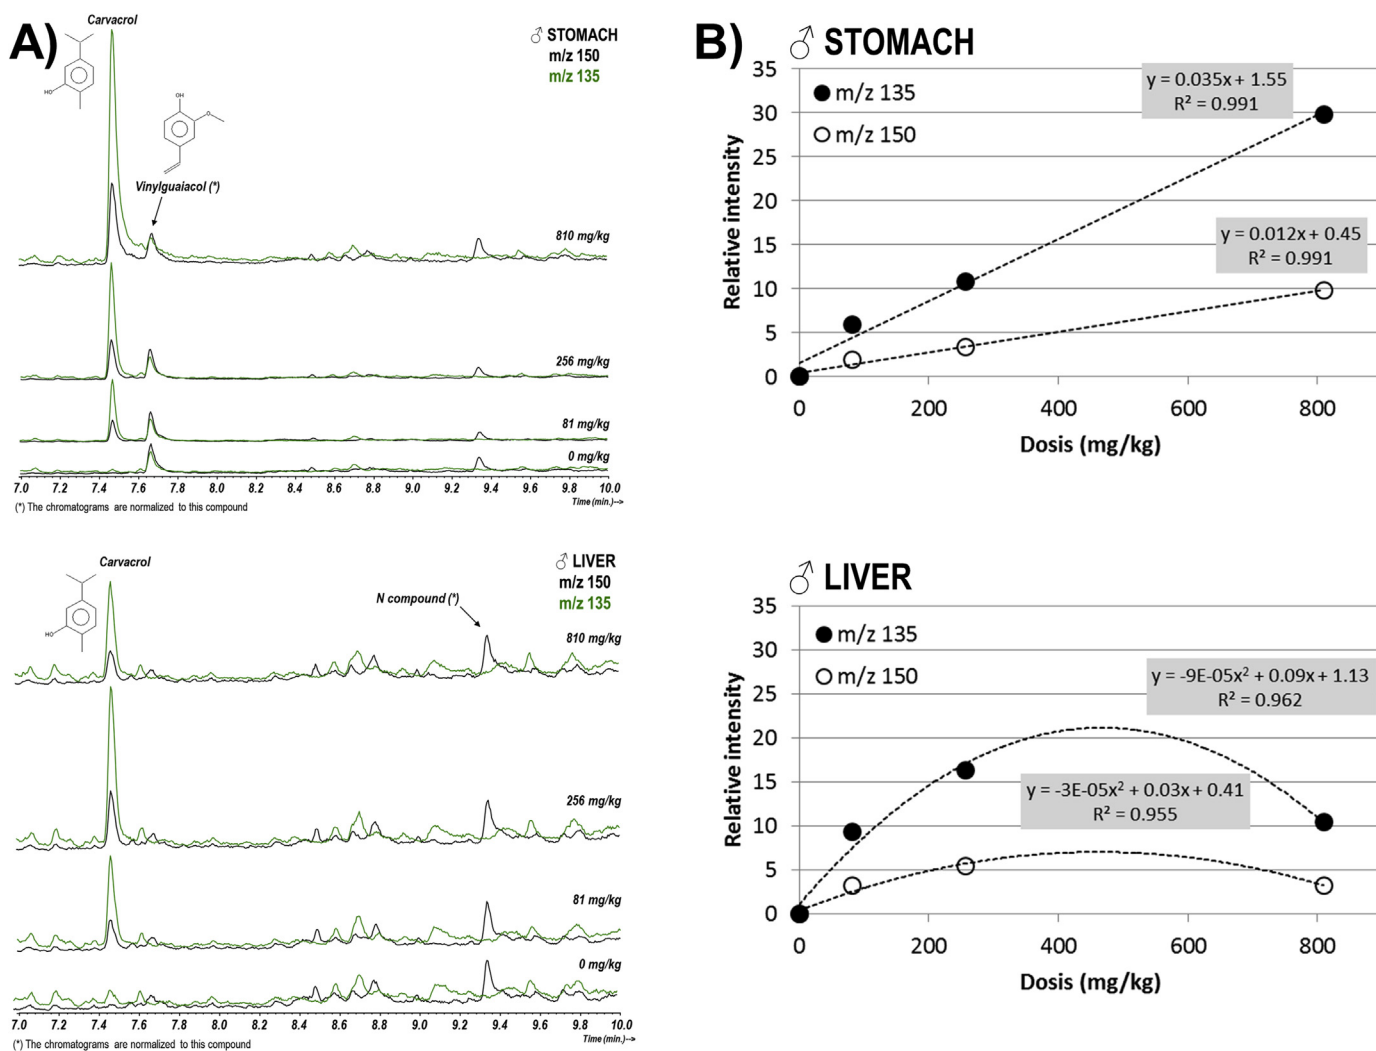 A)
Carvacrol
HO
OH
O
Vinylguaiacol (*)
♂ STOMACH
m/z 150
m/z 135
810 mg/kg
256 mg/kg
81 mg/kg
0 mg/kg
7.0 7.2 7.4 7.6 7.8 8.0 8.2 8.4 8.6 8.8 9.0 9.2 9.4 9.6 9.8 10.0
Time (min.)-->
(*) The chromatograms are normalized to this compound
Carvacrol
HO
♂ LIVER
m/z 150
m/z 135
N compound (*)
810 mg/kg
256 mg/kg
81 mg/kg
0 mg/kg
7.0 7.2 7.4 7.6 7.8 8.0 8.2 8.4 8.6 8.8 9.0 9.2 9.4 9.6 9.8 10.0
Time (min.)-->
(*) The chromatograms are normalized to this compound
B)
♂ STOMACH
35
30
25
20
15
10
5
0
Relative intensity
m/z 135
m/z 150
y = 0.035x + 1.55
R² = 0.991
y = 0.012x + 0.45
R² = 0.991
0 200 400 600 800
Dosis (mg/kg)
♂ LIVER
35
30
25
20
15
10
5
0
Relative intensity
m/z 135
m/z 150
y = -9E-05x² + 0.09x + 1.13
R² = 0.962
y = -3E-05x² + 0.03x + 0.41
R² = 0.955
0 200 400 600 800
Dosis (mg/kg)